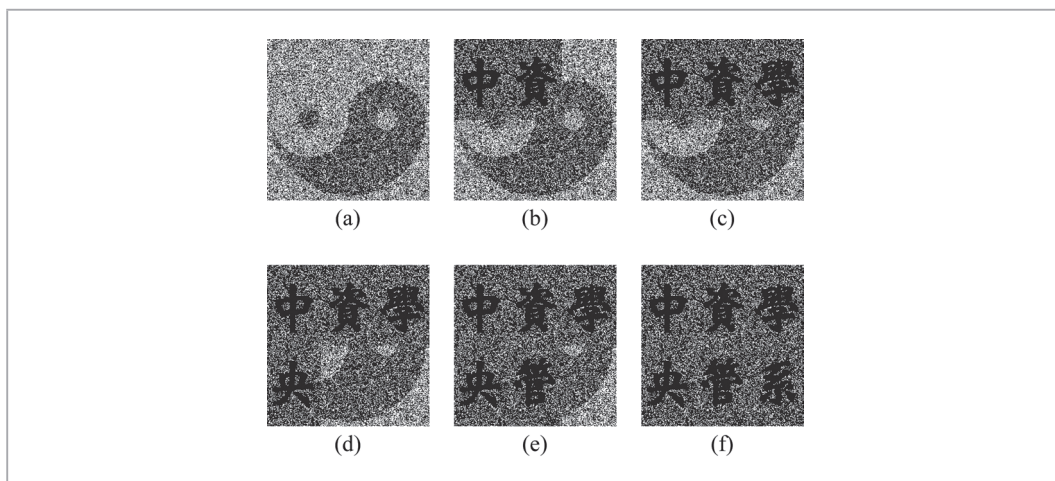 中 資
中 資 學
(a) (b) (c)
中 資 學
央
中 資 學
央 管
中 資 學
央 管 系
(d) (e) (f)